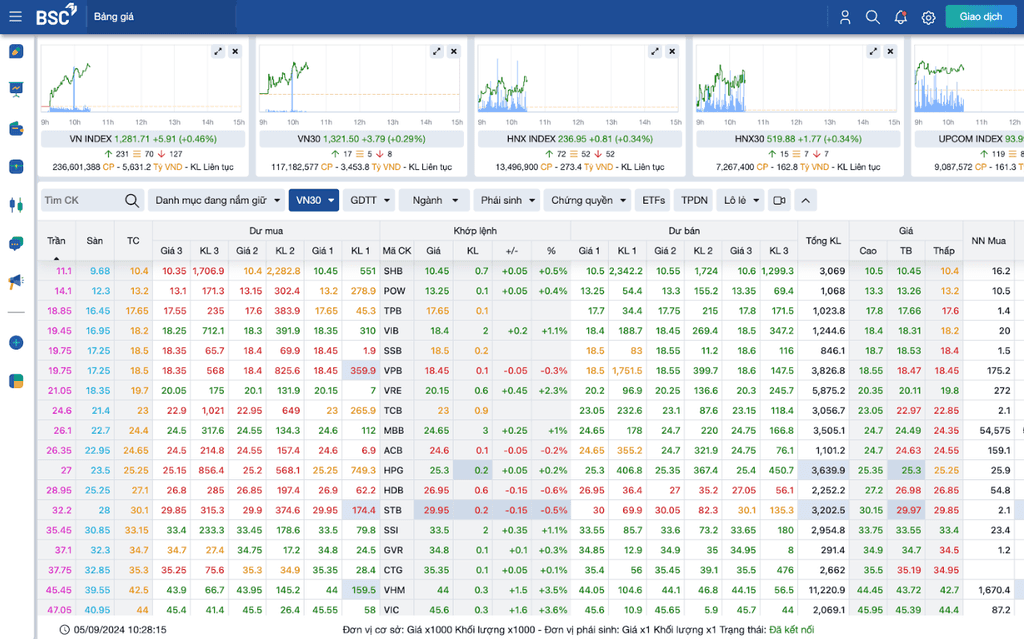 BSC Bảng giá Giao dịch
9h 10h 11h 12h 13h 14h 15h
9h 10h 11h 12h 13h 14h 15h
9h 10h 11h 12h 13h 14h 15h
9h 10h 11h 12h 13h 14h 15h
9h 10h
VN INDEX 1,281.71 +5.91 (+0.46%)
231 70 127
236,601,388 CP - 5,631.2 Tỷ VND - KL Liên tục
VN30 1,321.50 +3.79 (+0.29%)
17 5 8
117,182,577 CP - 3,453.8 Tỷ VND - KL Liên tục
HNX INDEX 236.95 +0.81 (+0.34%)
72 52 52
13,496,900 CP - 273.4 Tỷ VND - KL Liên tục
HNX30 519.88 +1.77 (+0.34%)
15 7 7
7,267,400 CP - 162.8 Tỷ VND - KL Liên tục
UPCOM INDEX 93.9
119
9,087,572 CP - 161.3 T
Tìm CK Danh mục đang nắm giữ VN30 GDTT Ngành Phái sinh Chứng quyền ETFs TPDN Lô lẻ
Trần Sàn TC Dư mua Khớp lệnh Dư bán Tổng KL Giá NN Mua
Giá 3 KL 3 Giá 2 KL 2 Giá 1 KL 1 Mã CK Giá KL +/- % Giá 1 KL 1 Giá 2 KL 2 Giá 3 KL 3 Cao TB Thấp
11.1 9.68 10.4 10.35 1,706.9 10.4 2,282.8 10.45 551 SHB 10.45 0.7 +0.05 +0.5% 10.5 2,342.2 10.55 1,724 10.6 1,299.3 3,069 10.5 10.45 10.4 16.2
14.1 12.3 13.2 13.1 171.3 13.15 302.4 13.2 278.9 POW 13.25 0.1 +0.05 +0.4% 13.25 54.4 13.3 155.2 13.35 69.4 1,068 13.3 13.26 13.2 10.5
18.85 16.45 17.65 17.55 235 17.6 383.9 17.65 45.3 TPB 17.65 0.1 17.7 34.4 17.75 215 17.8 171.5 1,023.8 17.8 17.66 17.6 1.4
19.45 16.95 18.2 18.25 712.1 18.3 391.9 18.35 310 VIB 18.4 2 +0.2 +1.1% 18.4 188.7 18.45 269.4 18.5 347.2 1,244.6 18.4 18.31 18.2 20
19.75 17.25 18.5 18.35 65.7 18.4 69.9 18.45 1.9 SSB 18.5 0.2 18.5 83 18.55 11.2 18.6 116 846.1 18.7 18.53 18.4 1.5
19.75 17.25 18.5 18.35 568 18.4 825.6 18.45 359.9 VPB 18.45 0.1 -0.05 -0.3% 18.5 1,751.5 18.55 399.7 18.6 147.5 3,826.8 18.55 18.47 18.45 175.2
21.05 18.35 19.7 20.05 175 20.1 131.9 20.15 7 VRE 20.15 0.6 +0.45 +2.3% 20.2 96.9 20.25 136.6 20.3 245.7 5,875.2 20.35 20.11 19.8 272
24.6 21.4 23 22.9 1,021 22.95 649 23 265.9 TCB 23 0.9 23.05 232.6 23.1 87.6 23.15 118.4 3,056.7 23.05 22.97 22.85 2.1
26.1 22.7 24.4 24.5 317.6 24.55 134.3 24.6 112 MBB 24.65 3 +0.25 +1% 24.65 178 24.7 220 24.75 166.8 3,505.1 24.7 24.49 24.35 54,575
26.35 22.95 24.65 24.5 214.8 24.55 157.4 24.6 6.9 ACB 24.6 0.1 -0.05 -0.2% 24.65 355.2 24.7 321.9 24.75 76.1 1,101.2 24.7 24.63 24.55 159.1
27 23.5 25.25 25.15 856.4 25.2 568.1 25.25 749.3 HPG 25.3 0.2 +0.05 +0.2% 25.3 406.8 25.35 367.4 25.4 450.7 3,639.9 25.35 25.3 25.25 25.9
28.95 25.25 27.1 26.8 285 26.85 197.4 26.9 62.2 HDB 26.95 0.6 -0.15 -0.6% 26.95 36.4 27 35.2 27.05 56.1 2,252.2 27.2 26.98 26.85 54.8
32.2 28 30.1 29.85 315.3 29.9 374.6 29.95 174.4 STB 29.95 0.2 -0.15 -0.5% 30 69.9 30.05 82.3 30.1 135.3 3,202.5 30.15 29.97 29.85 2.1
35.45 30.85 33.15 33.4 233.3 33.45 178.6 33.5 79.8 SSI 33.5 2 +0.35 +1.1% 33.55 85.7 33.6 73.2 33.65 180 2,954.8 33.75 33.55 33.4 23.4
37.1 32.3 34.7 34.7 27.4 34.75 17.2 34.8 24.5 GVR 34.8 0.1 +0.1 +0.3% 34.85 12.9 34.9 35 34.95 8 291.4 34.9 34.7 34.5 1.2
37.75 32.85 35.3 35.25 75.6 35.3 34.9 35.35 28.4 CTG 35.35 0.1 +0.05 +0.1% 35.4 56 35.45 39.1 35.5 476 2,662 35.5 35.19 34.95
45.45 39.55 42.5 43.9 66.7 43.95 145.2 44 159.5 VHM 44 0.3 +1.5 +3.5% 44.05 104.6 44.1 46.8 44.15 56.5 11,220.9 44.45 43.72 42.7 1,670.4
47.05 40.95 44 45.4 41.4 45.5 26.4 45.55 58 VIC 45.6 0.3 +1.6 +3.6% 45.6 10.9 45.65 5.9 45.7 44 2,069.1 45.95 45.39 44.4 87.2
05/09/2024 10:28:15 Đơn vị cơ sở: Giá x1000 Khối lượng x1000 - Đơn vị phái sinh: Giá x1 Khối lượng x1 Trạng thái: Đã kết nối